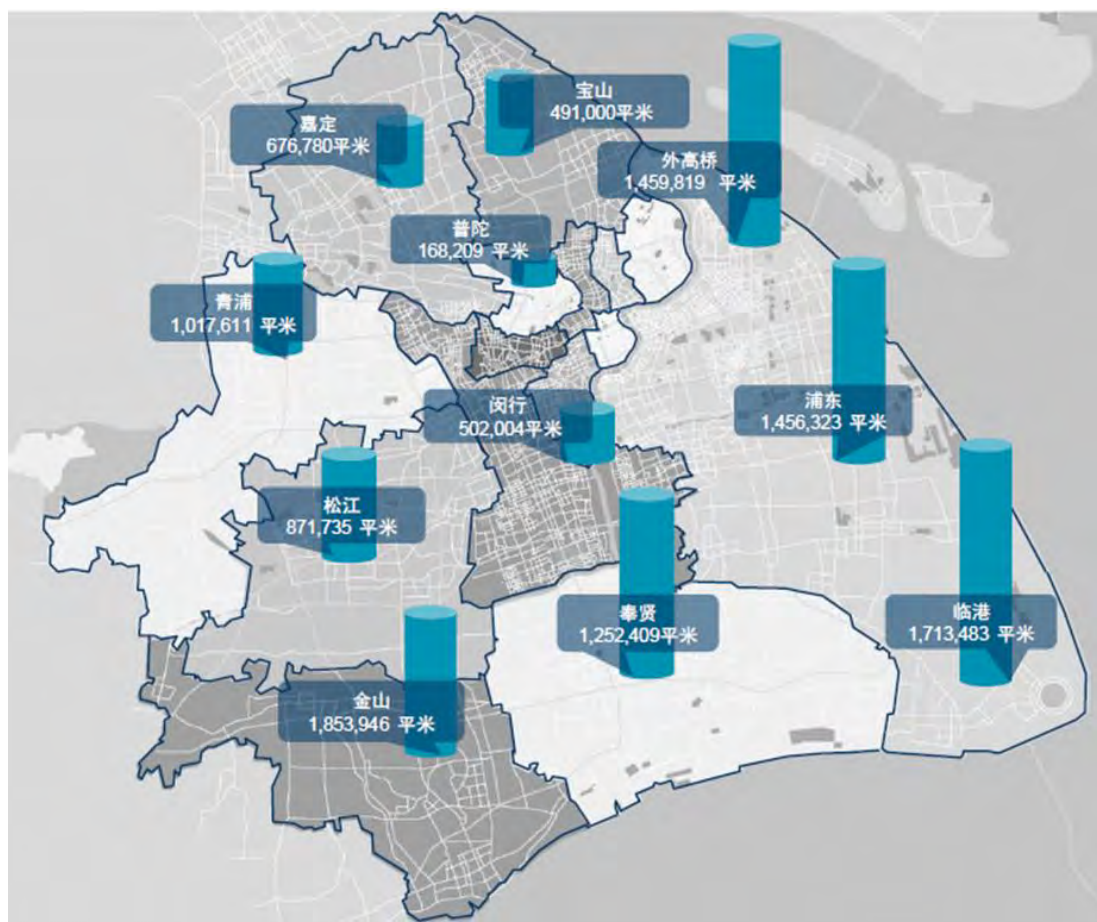 宝山
491,000平米
嘉定
676,780平米
外高桥
1,459,819 平米
普陀
168,209 平米
青浦
1,017,611 平米
浦东
1,456,323 平米
闵行
502,004平米
松江
871,735 平米
奉贤
1,252,409平米
临港
1,713,483 平米
金山
1,853,946 平米